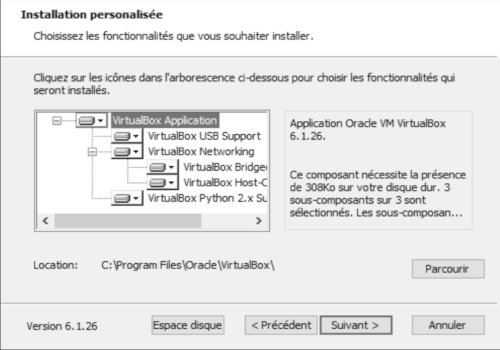 Installation personalisée
Choisissez les fonctionnalités que vous souhaiter installer.
Cliquez sur les icônes dans l'arborescence ci-dessous pour choisir les fonctionnalités qui
seront installés.
VirtualBox Application
VirtualBox USB Support
VirtualBox Networking
VirtualBox Bridge
VirtualBox Host-C
VirtualBox Python 2.x Su
Application Oracle VM VirtualBox
6.1.26.
Ce composant nécessite la présence
de 308Ko sur votre disque dur. 3
sous-composants sur 3 sont
sélectionnés. Les sous-composan...
Location: C:\Program Files\Oracle\VirtualBox\
Parcourir
Version 6.1.26 Espace disque < Précédent Suivant > Annuler